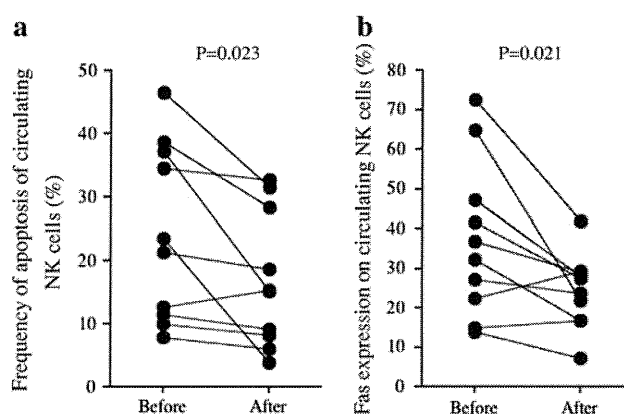 a
P=0.023
Frequency of apoptosis of circulating
NK cells (%)
50
40
30
20
10
0
Before
After
b
P=0.021
Fas expression on circulating NK cells (%)
80
70
60
50
40
30
20
10
0
Before
After